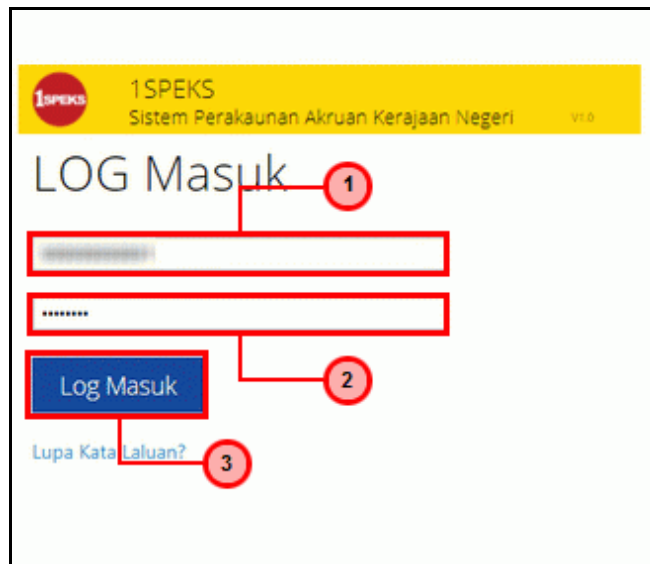 1SPEKS
1SPEKS
Sistem Perakaunan Akruan Kerajaan Negeri V1.0
LOG Masuk
1
••••••••
2
Log Masuk
Lupa Kata Laluan?
3